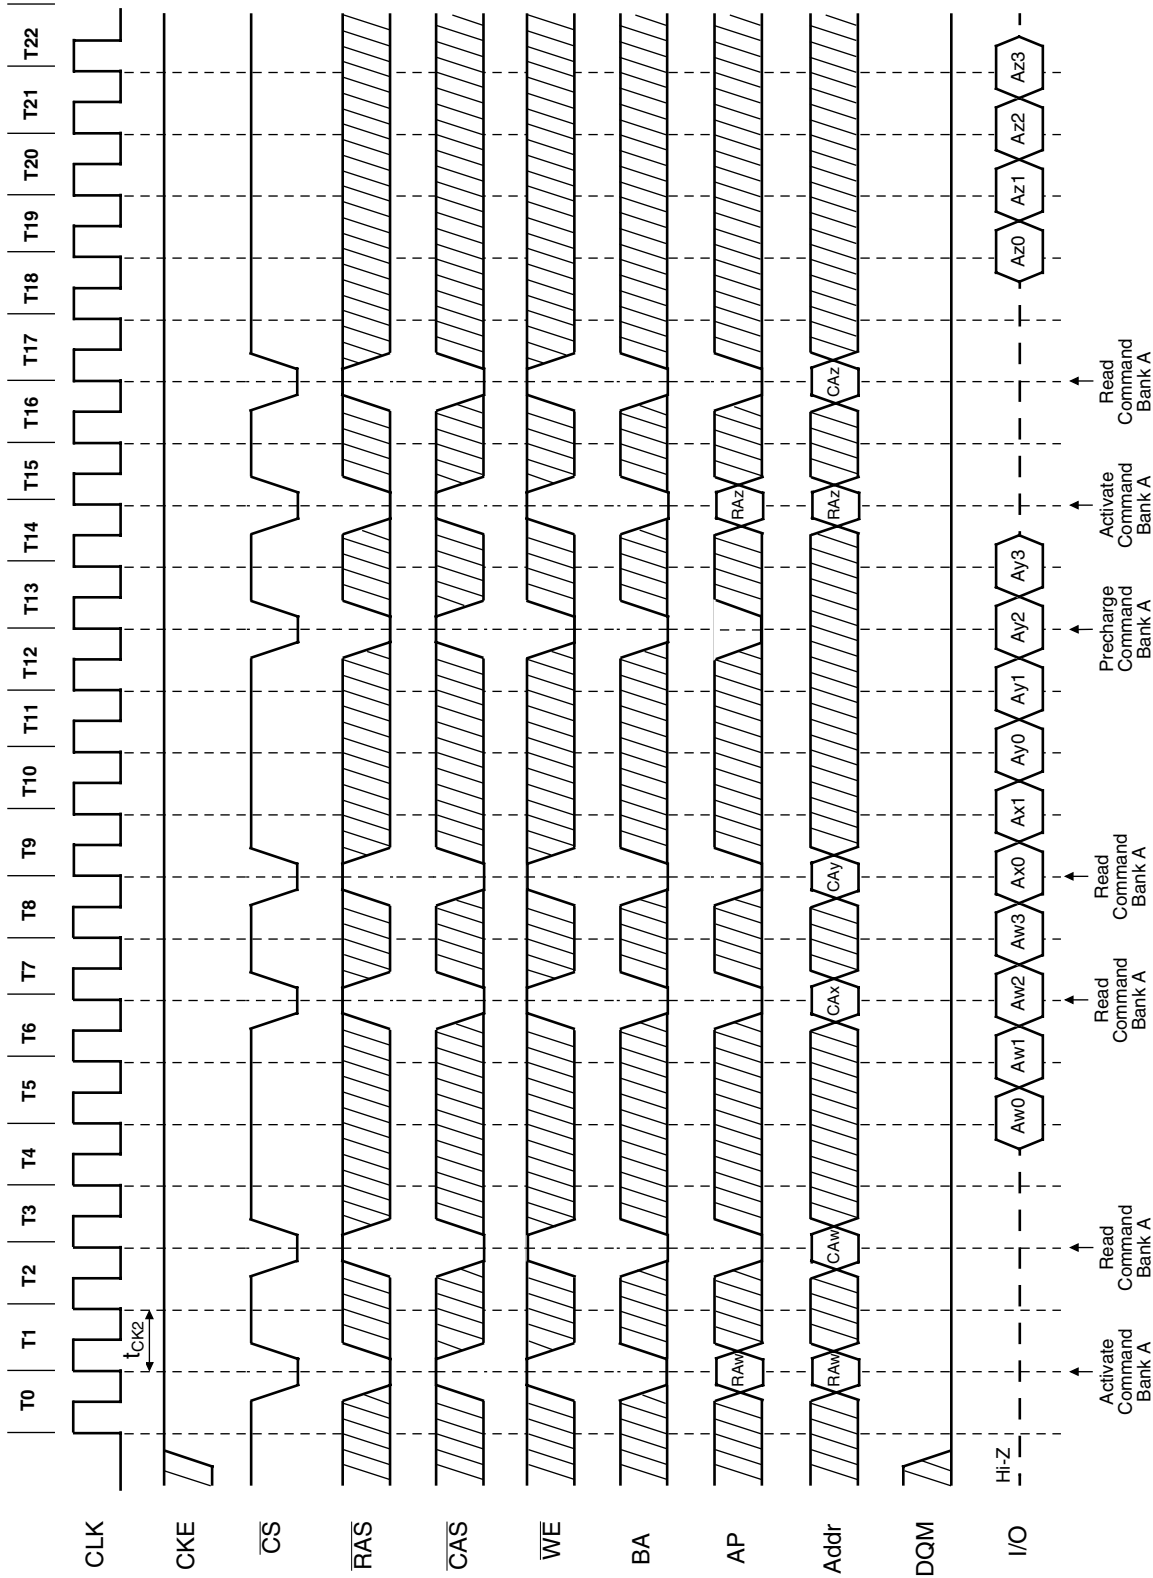 T0 T1 T2 T3 T4 T5 T6 T7 T8 T9 T10 T11 T12 T13 T14 T15 T16 T17 T18 T19 T20 T21 T22
CLK
tCK2
CKE
CS
RAS
CAS
WE
BA
AP
RAw RAz
Addr
RAw CAw CAx CAy RAz CAz
DQM
I/O
Hi-Z
Aw0 Aw1 Aw2 Aw3 Ax0 Ax1 Ay0 Ay1 Ay2 Ay3 Az0 Az1 Az2 Az3
Activate
Command
Bank A
Read
Command
Bank A
Read
Command
Bank A
Read
Command
Bank A
Precharge
Command
Bank A
Activate
Command
Bank A
Read
Command
Bank A